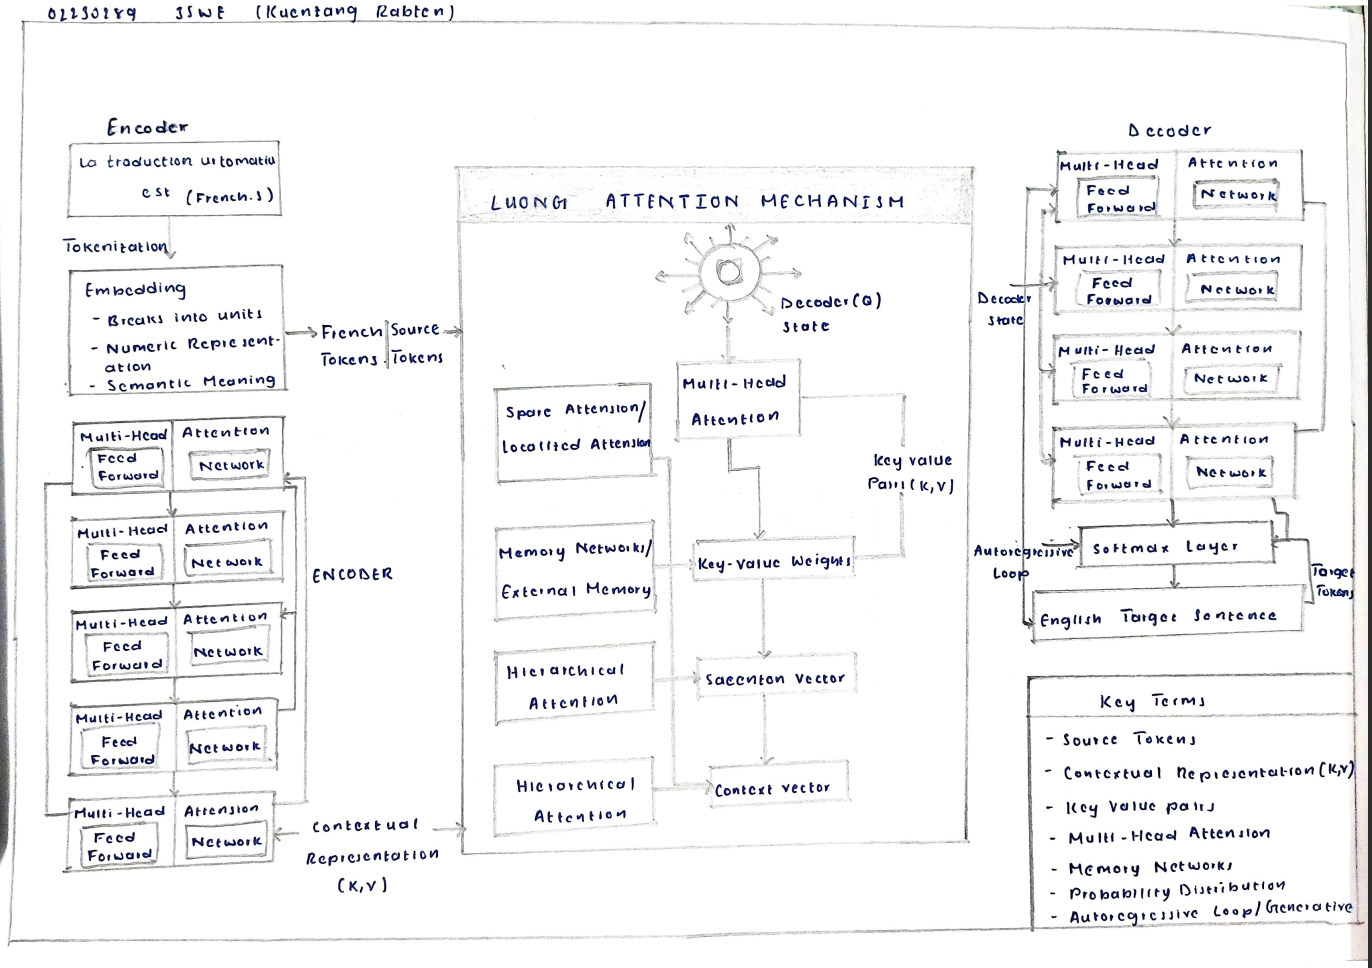 02230289 3SWE (Kuentang Rabten)
Encoder
La traduction automatiu
est (French.s)
Tokenization
Embedding
- Breaks into units
- Numeric Represent-
ation
- Semantic Meaning
French Source
Tokens Tokens
Multi-Head Attention
Feed
Forward
Network
Multi-Head Attention
Feed
Forward
Network
Multi-Head Attention
Feed
Forward
Network
Multi-Head Attention
Feed
Forward
Network
Multi-Head Attension
Feed
Forward
Network
ENCODER
Contextual
Representation
(K,V)
LUONG ATTENTION MECHANISM
Decoder(Q)
State
Multi-Head
Attention
Spare Attension/
Localized Attension
Key value
Pair(K,V)
Memory Networks/
External Memory
Key-Value Weights
Hierarchical
Attention
Vector
Hierarchical
Attention
Context Vector
Decoder
Multi-Head Attention
Feed
Forward
Network
Multi-Head Attention
Feed
Forward
Network
Decoder
State
Multi-Head Attention
Feed
Forward
Network
Multi-Head Attention
Feed
Forward
Network
Autoregressive
Loop
Softmax Layer
Target
Tokens
English Target Sentence
Key Terms
- Source Tokens
- Contextual Representation(K,V)
- Key Value pairs
- Multi-Head Attension
- Memory Networks
- Probability Distribution
- Autoregressive Loop/Generative